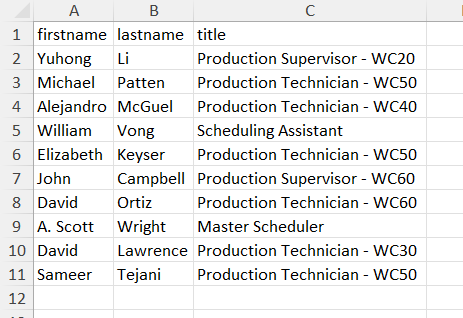 A B C
1 firstname lastname title
2 Yuhong Li Production Supervisor - WC20
3 Michael Patten Production Technician - WC50
4 Alejandro McGuel Production Technician - WC40
5 William Vong Scheduling Assistant
6 Elizabeth Keyser Production Technician - WC50
7 John Campbell Production Supervisor - WC60
8 David Ortiz Production Technician - WC60
9 A. Scott Wright Master Scheduler
10 David Lawrence Production Technician - WC30
11 Sameer Tejani Production Technician - WC50
12